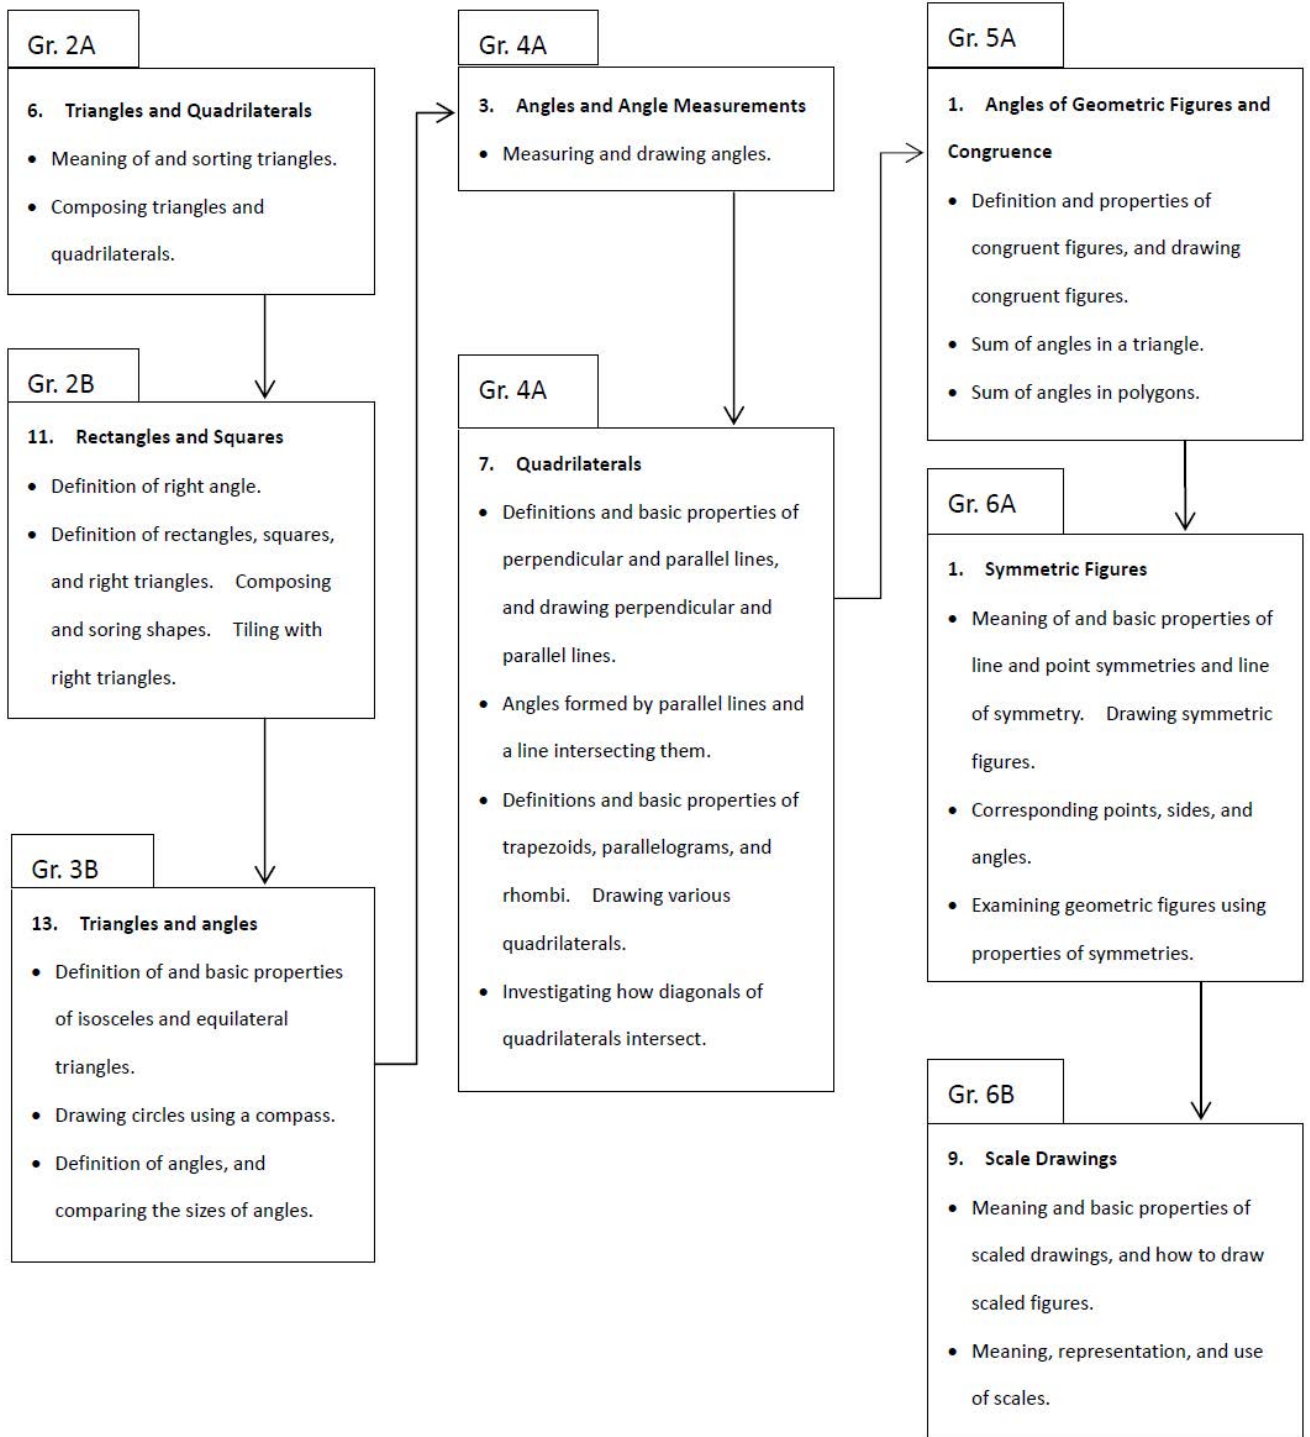 Gr. 2A
6. Triangles and Quadrilaterals
• Meaning of and sorting triangles.
• Composing triangles and
quadrilaterals.
Gr. 2B
11. Rectangles and Squares
• Definition of right angle.
• Definition of rectangles, squares,
and right triangles. Composing
and soring shapes. Tiling with
right triangles.
Gr. 3B
13. Triangles and angles
• Definition of and basic properties
of isosceles and equilateral
triangles.
• Drawing circles using a compass.
• Definition of angles, and
comparing the sizes of angles.
Gr. 4A
3. Angles and Angle Measurements
• Measuring and drawing angles.
Gr. 4A
7. Quadrilaterals
• Definitions and basic properties of
perpendicular and parallel lines,
and drawing perpendicular and
parallel lines.
• Angles formed by parallel lines and
a line intersecting them.
• Definitions and basic properties of
trapezoids, parallelograms, and
rhombi. Drawing various
quadrilaterals.
• Investigating how diagonals of
quadrilaterals intersect.
Gr. 5A
1. Angles of Geometric Figures and
Congruence
• Definition and properties of
congruent figures, and drawing
congruent figures.
• Sum of angles in a triangle.
• Sum of angles in polygons.
Gr. 6A
1. Symmetric Figures
• Meaning of and basic properties of
line and point symmetries and line
of symmetry. Drawing symmetric
figures.
• Corresponding points, sides, and
angles.
• Examining geometric figures using
properties of symmetries.
Gr. 6B
9. Scale Drawings
• Meaning and basic properties of
scaled drawings, and how to draw
scaled figures.
• Meaning, representation, and use
of scales.